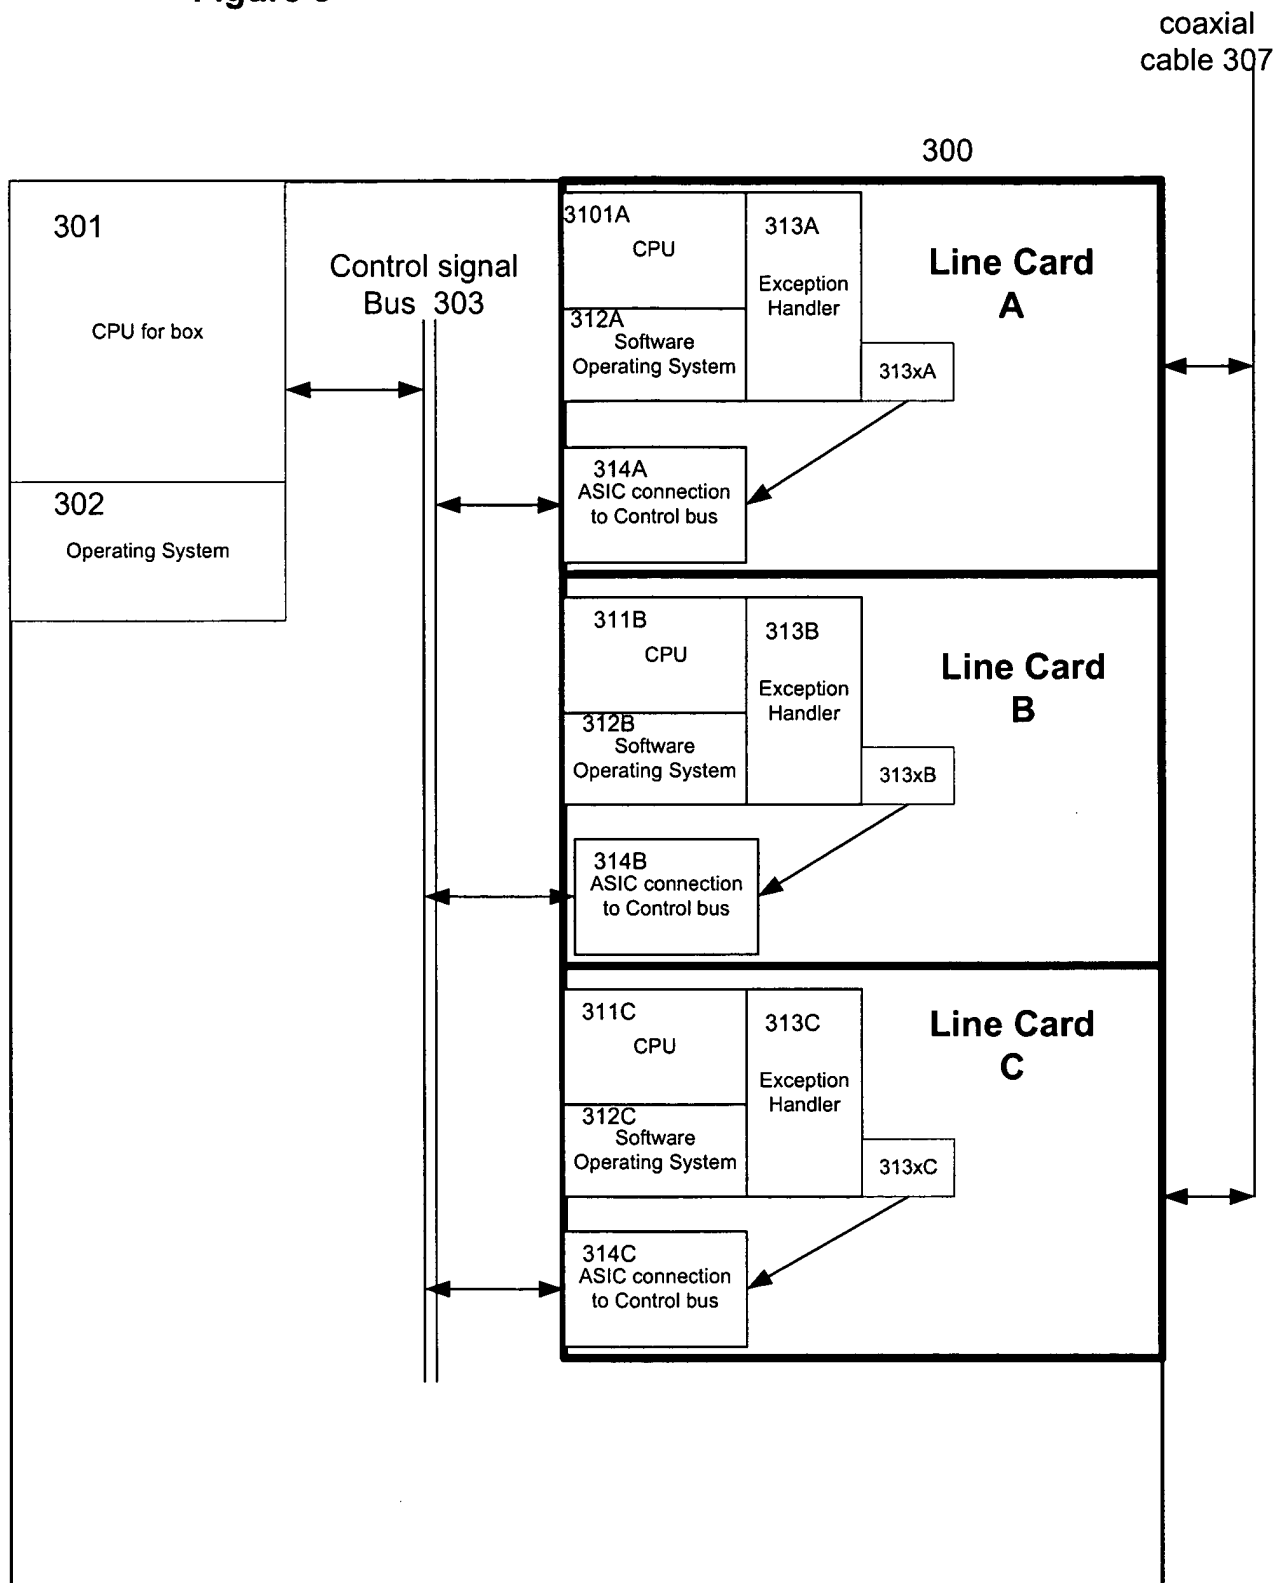 coaxial
cable 307
300
301
CPU for box
302
Operating System
Control signal
Bus 303
3101A
CPU
312A
Software
Operating System
313A
Exception
Handler
313xA
Line Card
A
314A
ASIC connection
to Control bus
311B
CPU
312B
Software
Operating System
313B
Exception
Handler
313xB
Line Card
B
314B
ASIC connection
to Control bus
311C
CPU
312C
Software
Operating System
313C
Exception
Handler
313xC
Line Card
C
314C
ASIC connection
to Control bus